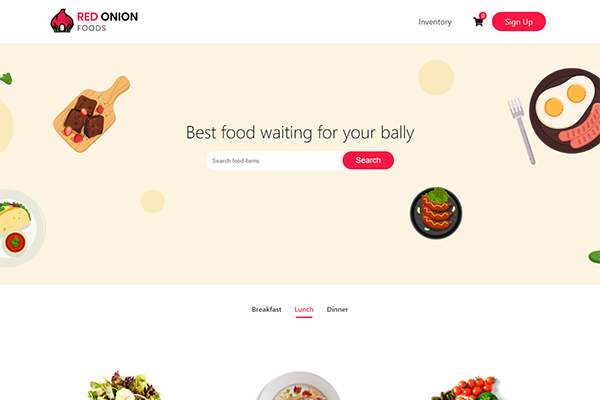 RED ONION
FOODS
Inventory
0
Sign Up
Best food waiting for your bally
Search food items
Search
Breakfast
Lunch
Dinner